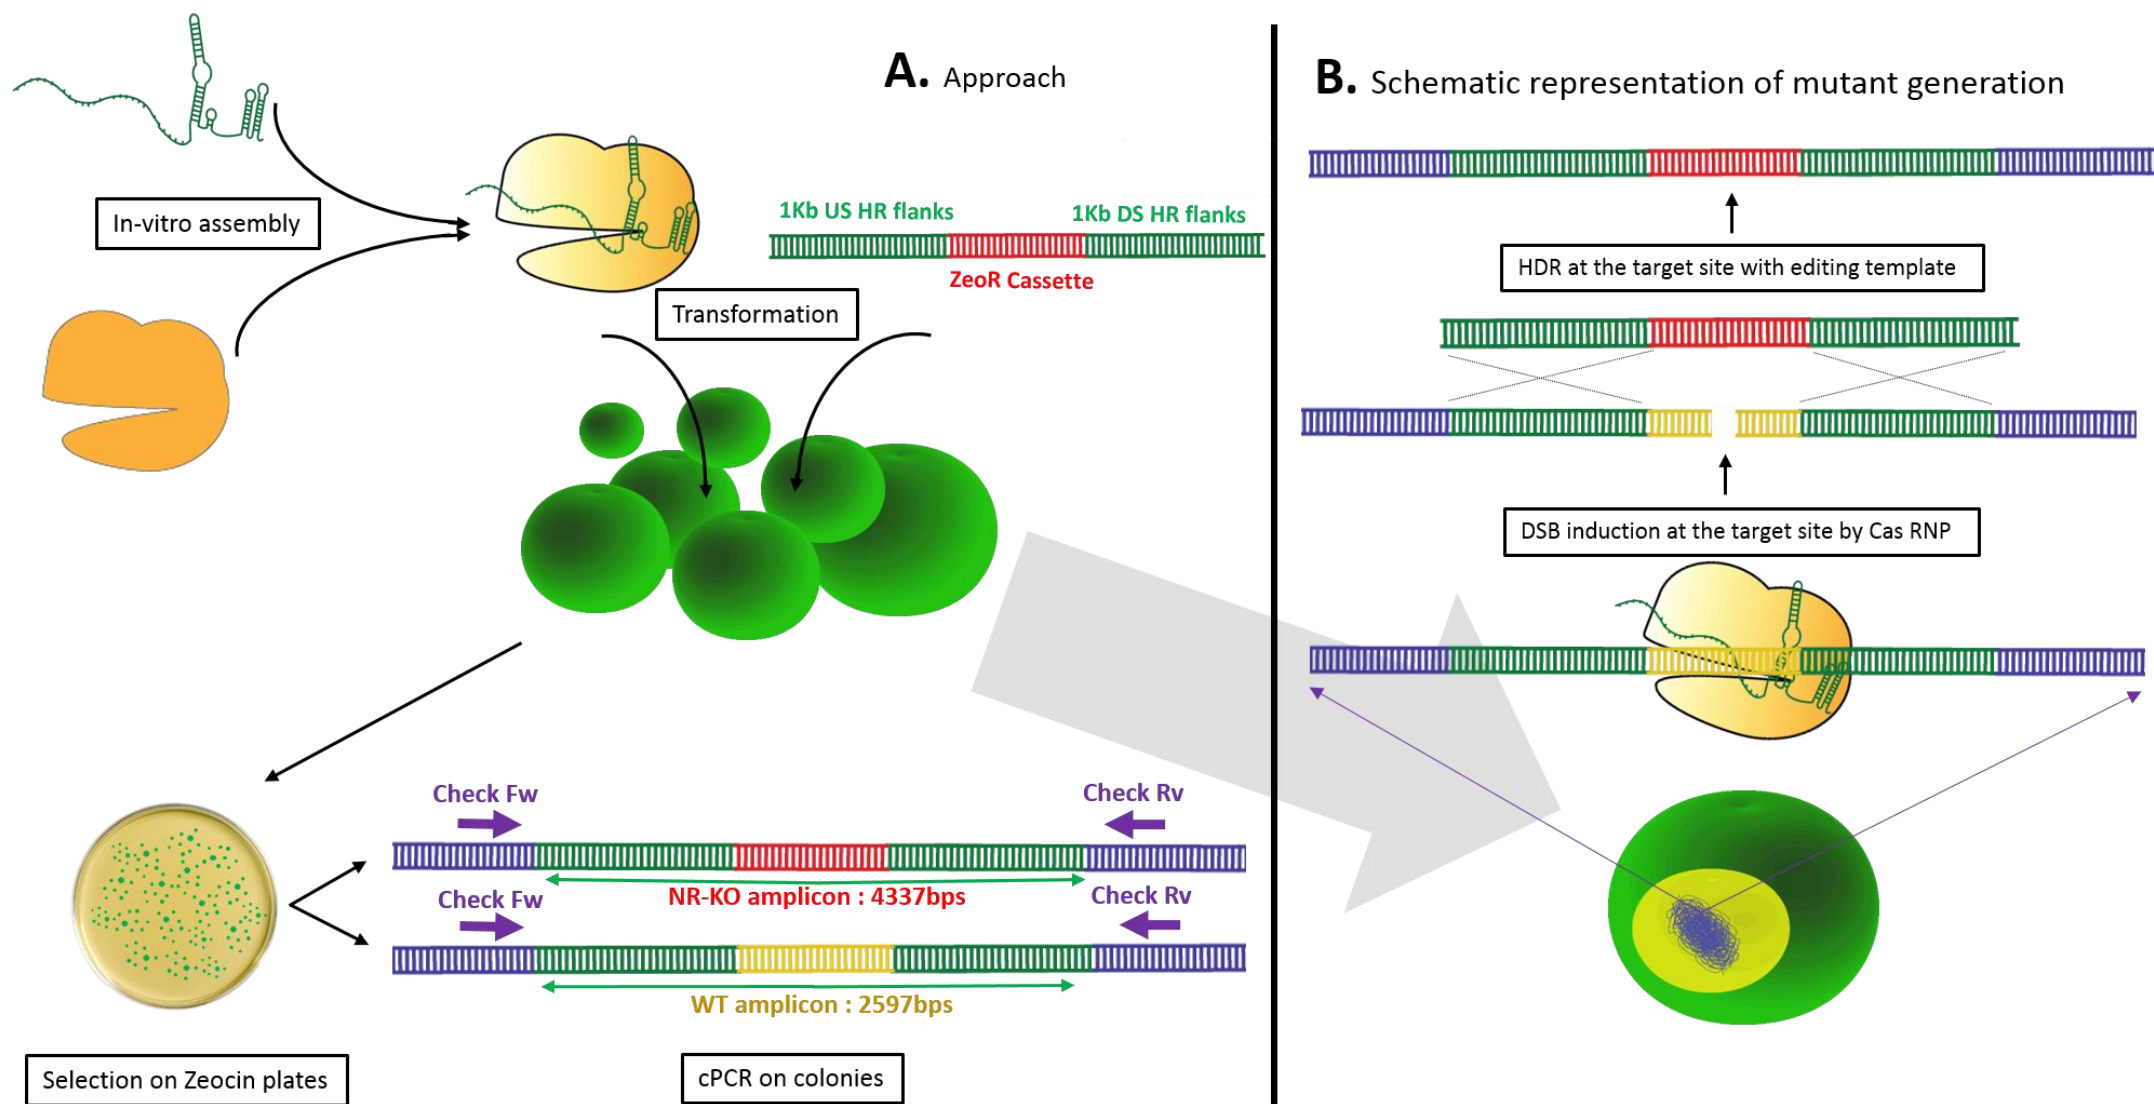 A. Approach
In-vitro assembly
1Kb US HR flanks
1Kb DS HR flanks
ZeoR Cassette
Transformation
Check Fw
Check Rv
NR-KO amplicon : 4337bps
Check Fw
Check Rv
WT amplicon : 2597bps
Selection on Zeocin plates
cPCR on colonies
B. Schematic representation of mutant generation
HDR at the target site with editing template
DSB induction at the target site by Cas RNP